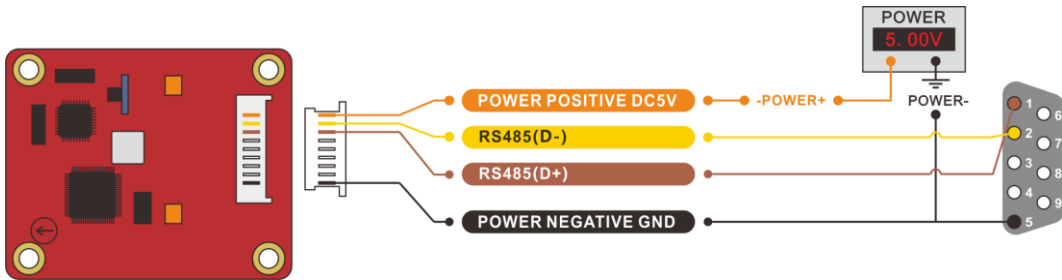 POWER
5.00V
POWER POSITIVE DC5V
-POWER+
POWER-
RS485(D-)
RS485(D+)
POWER NEGATIVE GND
1
6
2
7
3
8
4
9
5